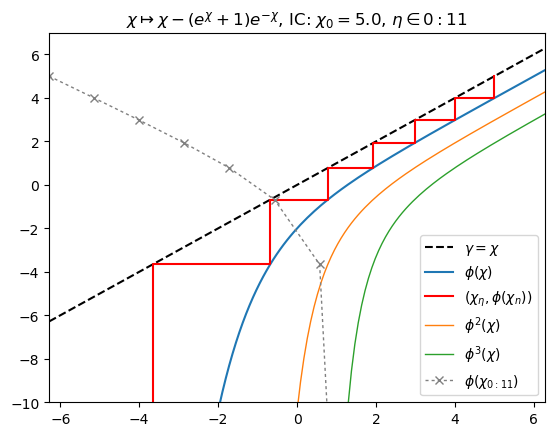 χ ↦ χ − (e^χ + 1)e^{−χ}, IC: χ₀ = 5.0, η ∈ 0 : 11
6
4
2
0
−2
−4
−6
−8
−10
−6
−4
−2
0
2
4
6
γ = χ
ϕ(χ)
(χ_η, ϕ(χ_n))
ϕ²(χ)
ϕ³(χ)
ϕ(χ_{0 : 11})